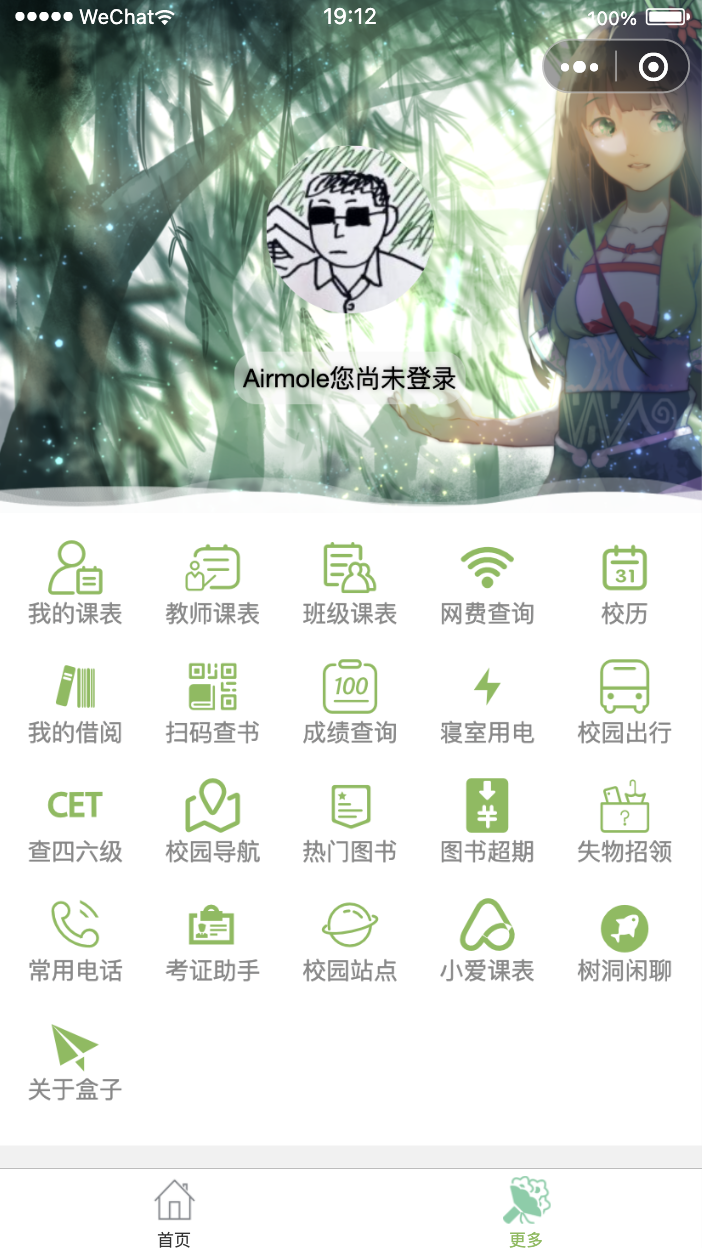 WeChat 19:12 100%
Airmole您尚未登录
31
我的课表 教师课表 班级课表 网费查询 校历
100
我的借阅 扫码查书 成绩查询 寝室用电 校园出行
CET ¥ ?
查四六级 校园导航 热门图书 图书超期 失物招领
常用电话 考证助手 校园站点 小爱课表 树洞闲聊
关于盒子
首页 更多